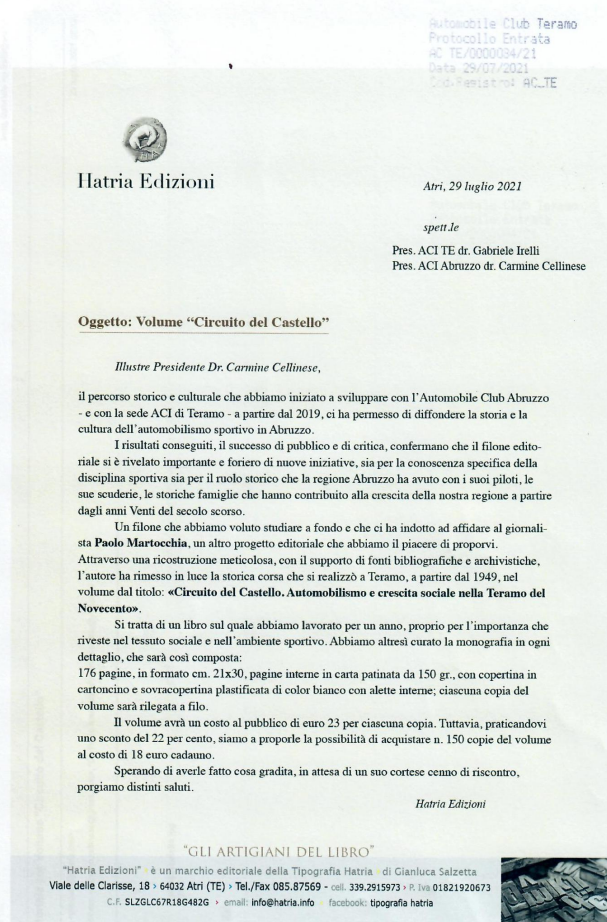 Automobile Club Teramo
Protocollo Entrata
AC TE/0000034/21
Data 29/07/2021
Cod.Registro: AC_TE
Hatria Edizioni
Atri, 29 luglio 2021
spett.le
Pres. ACI TE dr. Gabriele Irelli
Pres. ACI Abruzzo dr. Carmine Cellinese
Oggetto: Volume “Circuito del Castello”
Illustre Presidente Dr. Carmine Cellinese,
il percorso storico e culturale che abbiamo iniziato a sviluppare con l’Automobile Club Abruzzo
- e con la sede ACI di Teramo - a partire dal 2019, ci ha permesso di diffondere la storia e la
cultura dell’automobilismo sportivo in Abruzzo.
I risultati conseguiti, il successo di pubblico e di critica, confermano che il filone edito-
riale si è rivelato importante e foriero di nuove iniziative, sia per la conoscenza specifica della
disciplina sportiva sia per il ruolo storico che la regione Abruzzo ha avuto con i suoi piloti, le
sue scuderie, le storiche famiglie che hanno contribuito alla crescita della nostra regione a partire
dagli anni Venti del secolo scorso.
Un filone che abbiamo voluto studiare a fondo e che ci ha indotto ad affidare al giornali-
sta Paolo Martocchia, un altro progetto editoriale che abbiamo il piacere di proporvi.
Attraverso una ricostruzione meticolosa, con il supporto di fonti bibliografiche e archivistiche,
l’autore ha rimesso in luce la storica corsa che si realizzò a Teramo, a partire dal 1949, nel
volume dal titolo: «Circuito del Castello. Automobilismo e crescita sociale nella Teramo del
Novecento».
Si tratta di un libro sul quale abbiamo lavorato per un anno, proprio per l’importanza che
riveste nel tessuto sociale e nell’ambiente sportivo. Abbiamo altresì curato la monografia in ogni
dettaglio, che sarà così composta:
176 pagine, in formato cm. 21x30, pagine interne in carta patinata da 150 gr., con copertina in
cartoncino e sovracopertina plastificata di color bianco con alette interne; ciascuna copia del
volume sarà rilegata a filo.
Il volume avrà un costo al pubblico di euro 23 per ciascuna copia. Tuttavia, praticandovi
uno sconto del 22 per cento, siamo a proporle la possibilità di acquistare n. 150 copie del volume
al costo di 18 euro cadauno.
Sperando di averle fatto cosa gradita, in attesa di un suo cortese cenno di riscontro,
porgiamo distinti saluti.
Hatria Edizioni
“GLI ARTIGIANI DEL LIBRO”
“Hatria Edizioni” è un marchio editoriale della Tipografia Hatria di Gianluca Salzetta
Viale delle Clarisse, 18 › 64032 Atri (TE) › Tel./Fax 085.87569 - cell. 339.2915973 › P. Iva 01821920673
C.F. SLZGLC67R18G482G › email: info@hatria.info facebook: tipografia hatria